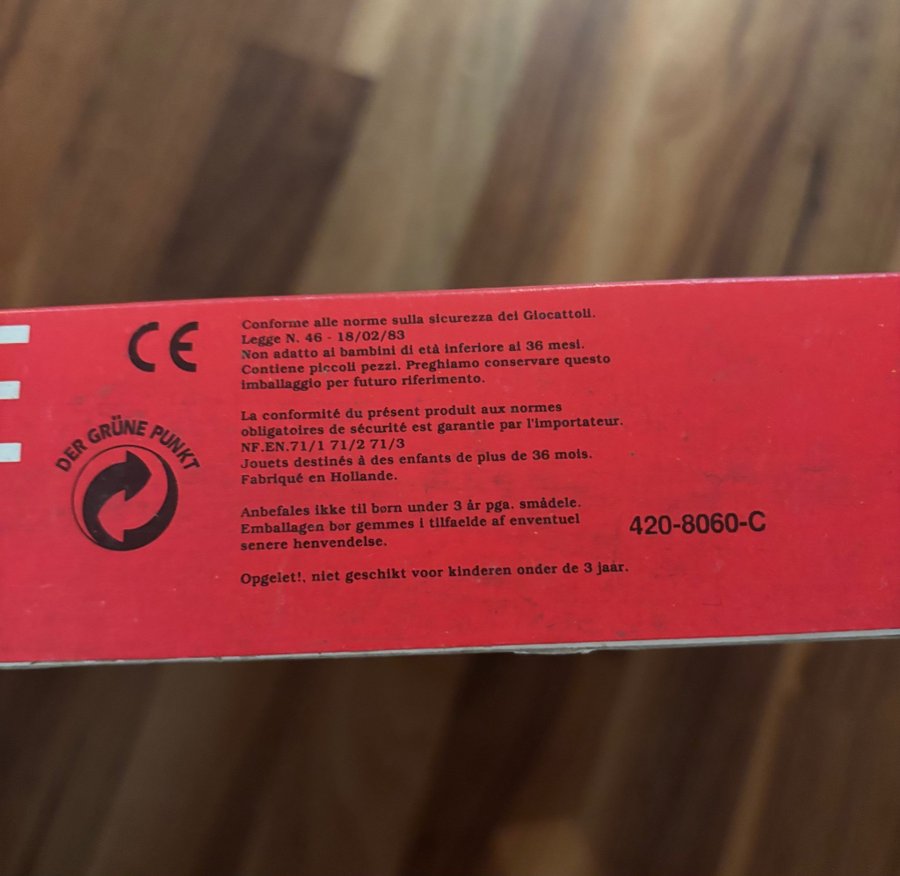 CE
Conforme alle norme sulla sicurezza dei Giocattoli.
Legge N. 46 - 18/02/83
Non adatto ai bambini di età inferiore ai 36 mesi.
Contiene piccoli pezzi. Preghiamo conservare questo
imballaggio per futuro riferimento.
DER GRÜNE PUNKT
La conformité du présent produit aux normes
obligatoires de sécurité est garantie par l'importateur.
NF.EN.71/1 71/2 71/3
Jouets destinés à des enfants de plus de 36 mois.
Fabriqué en Hollande.
Anbefales ikke til børn under 3 år pga. smådele.
Emballagen bør gemmes i tilfaelde af enventuel
senere henvendelse.
420-8060-C
Opgelet!, niet geschikt voor kinderen onder de 3 jaar.